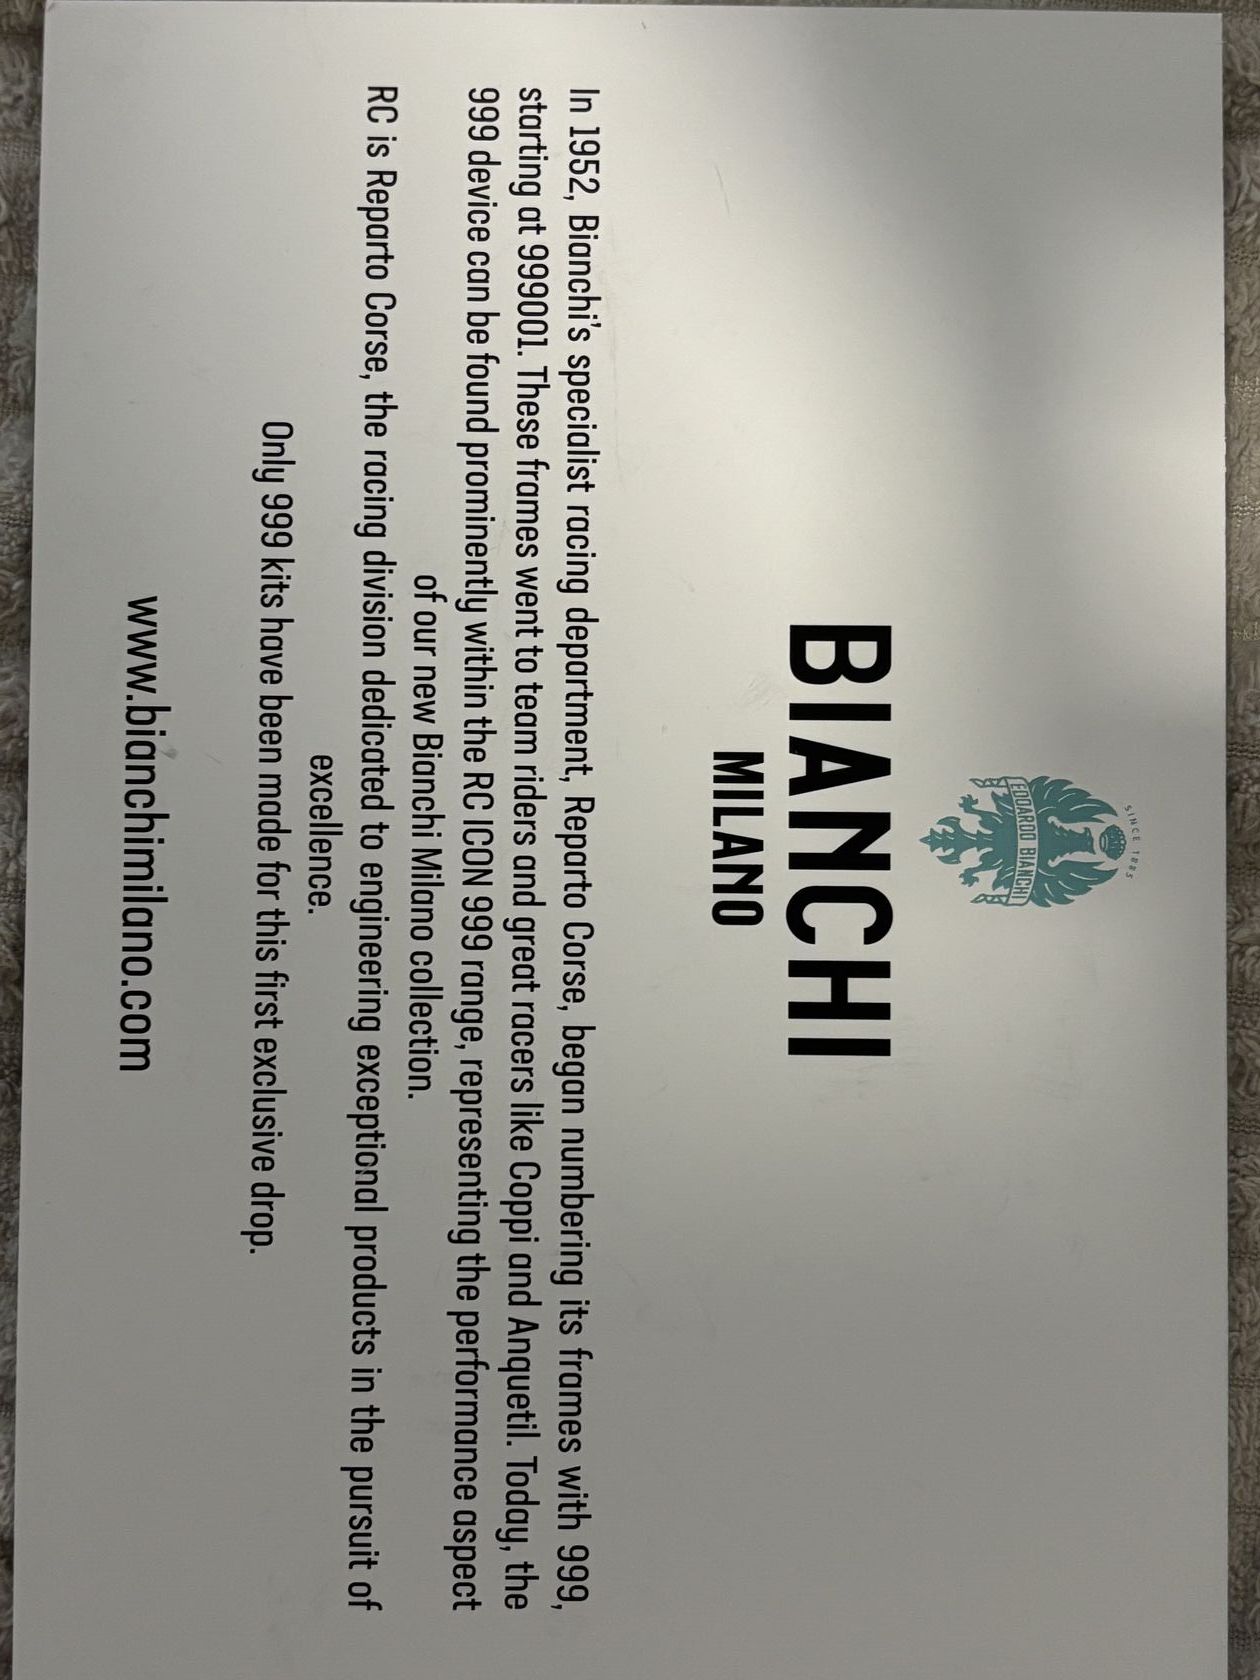 SINCE 1885
EDOARDO BIANCHI
BIANCHI
MILANO
In 1952, Bianchi's specialist racing department, Reparto Corse, began numbering its frames with 999,
starting at 999001. These frames went to team riders and great racers like Coppi and Anquetil. Today, the
999 device can be found prominently within the RC ICON 999 range, representing the performance aspect
of our new Bianchi Milano collection.
RC is Reparto Corse, the racing division dedicated to engineering exceptional products in the pursuit of
excellence.
Only 999 kits have been made for this first exclusive drop.
www.bianchimilano.com